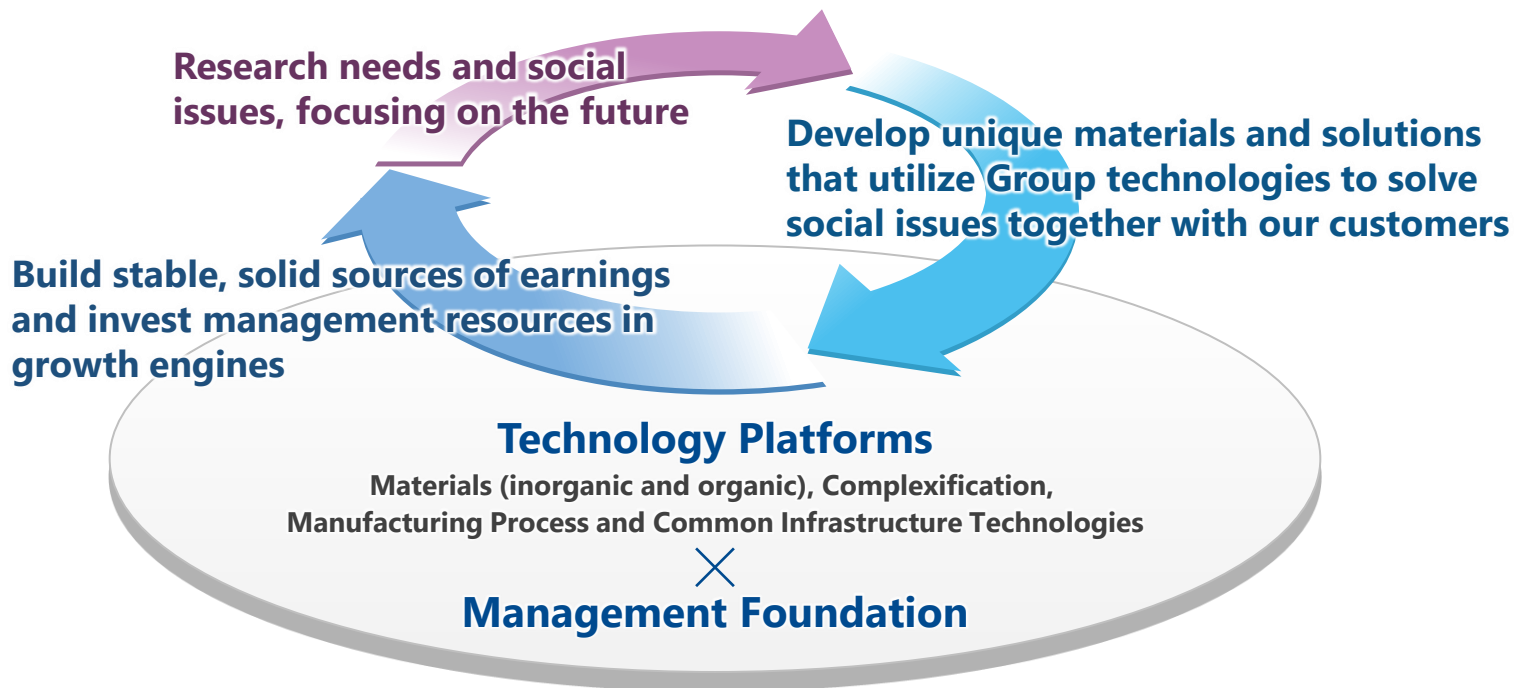 Research needs and social
issues, focusing on the future
Develop unique materials and solutions
that utilize Group technologies to solve
social issues together with our customers
Build stable, solid sources of earnings
and invest management resources in
growth engines
Technology Platforms
Materials (inorganic and organic), Complexification,
Manufacturing Process and Common Infrastructure Technologies
×
Management Foundation